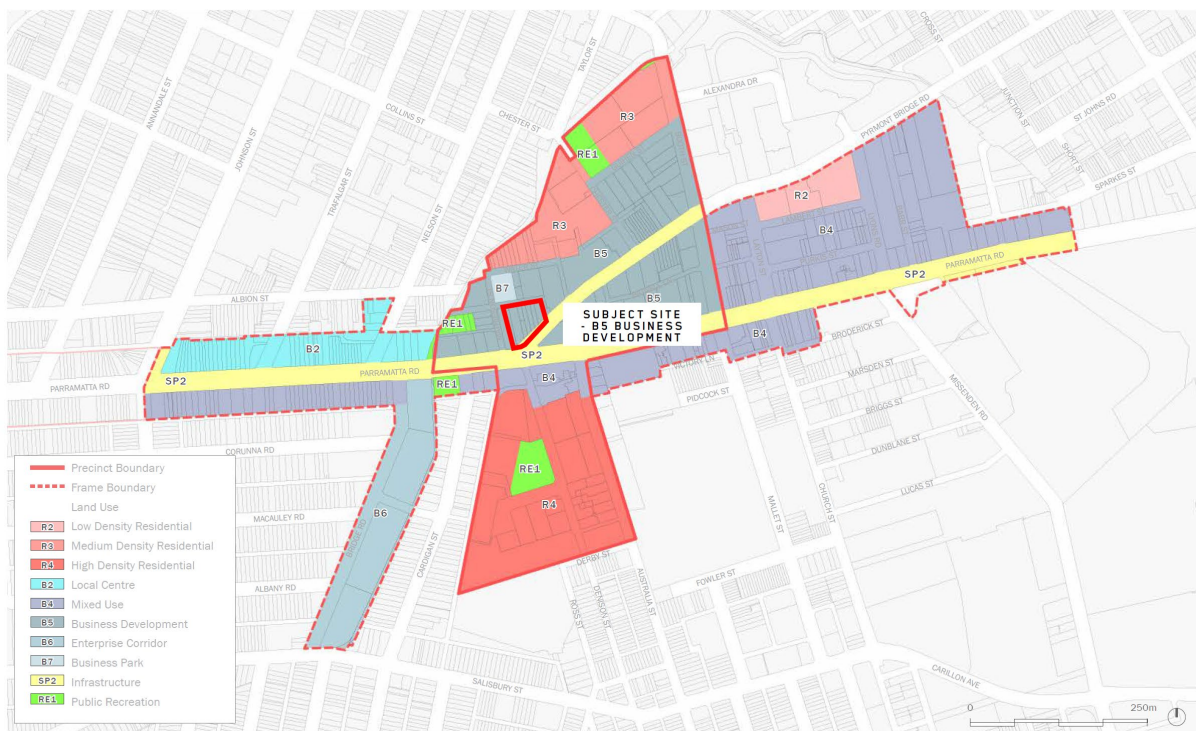 CROSS ST
TAYLOR ST
ANNANDALE ST
COLLINS ST
CHESTER ST
ALEXANDRA DR
R3
JUNCTION ST
ST JOHNS RD
PYRMONT BRIDGE RD
JOHNSON ST
RE1
SHORT ST
SPARKES ST
TRAFALGAR ST
NELSON ST
R3
R2
B4
B5
PARRAMATTA RD
SP2
B7
ALBION ST
B5
SUBJECT SITE
- B5 BUSINESS
DEVELOPMENT
RE1
B2
SP2
B4
BRODERICK ST
VICTORY LN
PARRAMATTA RD
SP2
PARRAMATTA RD
RE1
B4
MARSDEN ST
PIDCOCK ST
MISSENDEN RD
BRIGGS ST
DUNBLANE ST
CORUNNA RD
RE1
LUCAS ST
R4
MALLET ST
CHURCH ST
B6
BRIDGE RD
CARDIGAN ST
DERBY ST
FOWLER ST
AUSTRALIA ST
ROSS ST
DENISON ST
MACAULEY RD
ALBANY RD
SALISBURY ST
CARILLON AVE
Precinct Boundary
Frame Boundary
Land Use
R2 Low Density Residential
R3 Medium Density Residential
R4 High Density Residential
B2 Local Centre
B4 Mixed Use
B5 Business Development
B6 Enterprise Corridor
B7 Business Park
SP2 Infrastructure
RE1 Public Recreation
0 250m